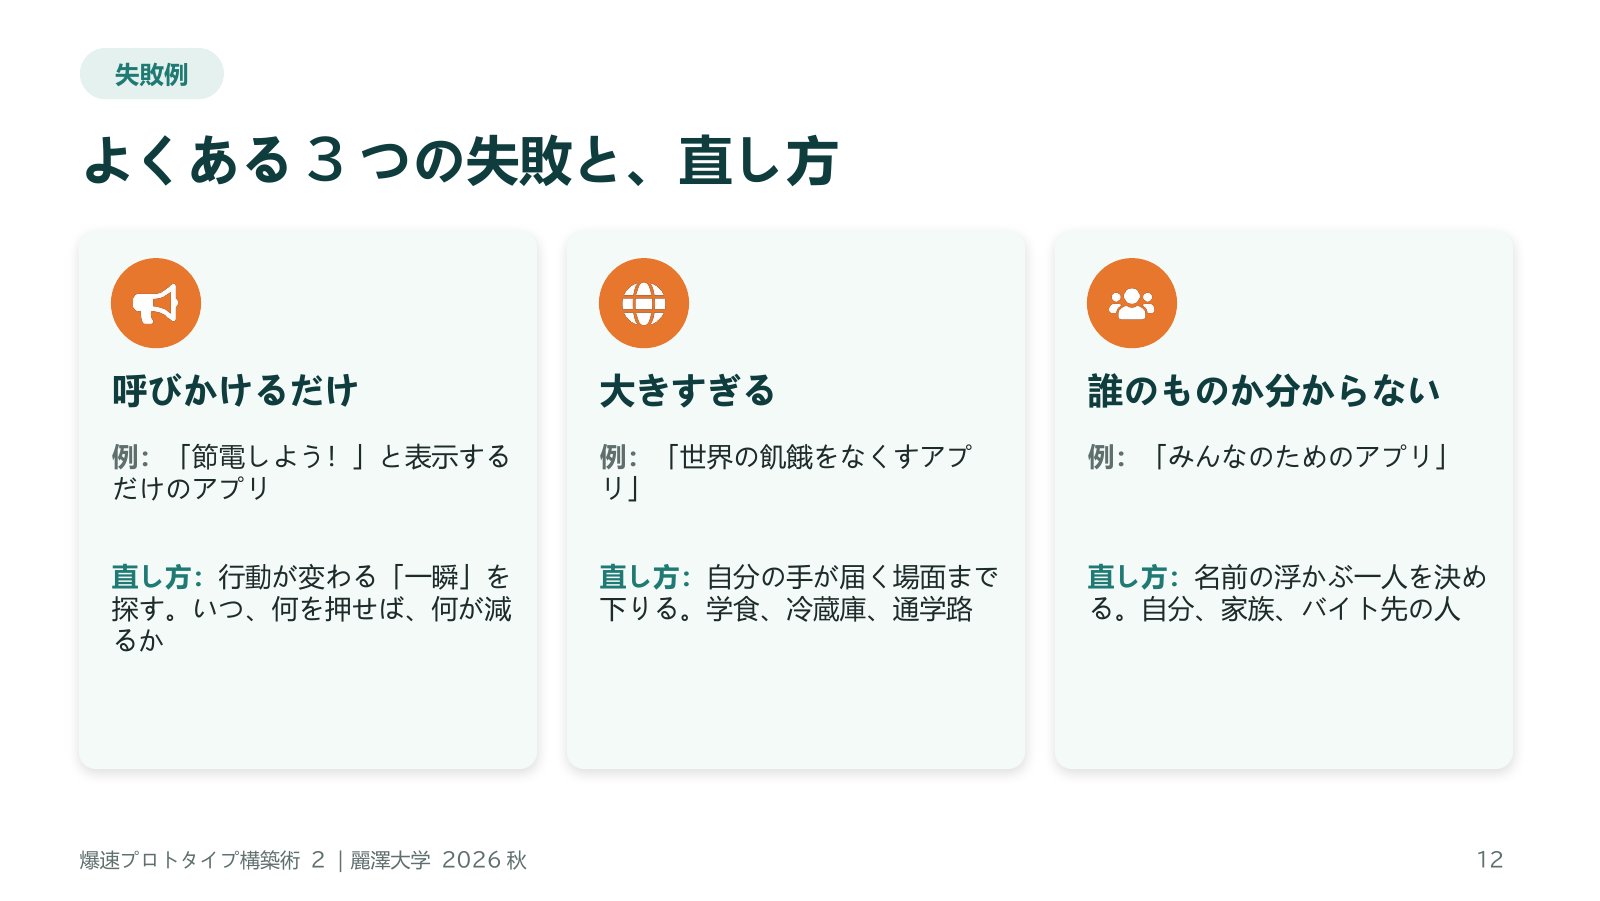 失敗例
よくある 3 つの失敗と、直し方
呼びかけるだけ
例：「節電しよう！」と表示する
だけのアプリ
直し方：行動が変わる「一瞬」を
探す。いつ、何を押せば、何が減
るか
大きすぎる
例：「世界の飢餓をなくすアプ
リ」
直し方：自分の手が届く場面まで
下りる。学食、冷蔵庫、通学路
誰のものか分からない
例：「みんなのためのアプリ」
直し方：名前の浮かぶ一人を決め
る。自分、家族、バイト先の人
爆速プロトタイプ構築術 2 | 麗澤大学 2026 秋
12